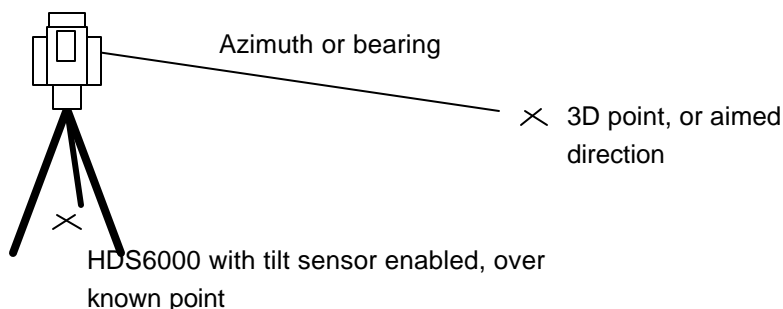 Azimuth or bearing
3D point, or aimed
direction
HDS6000 with tilt sensor enabled, over
known point